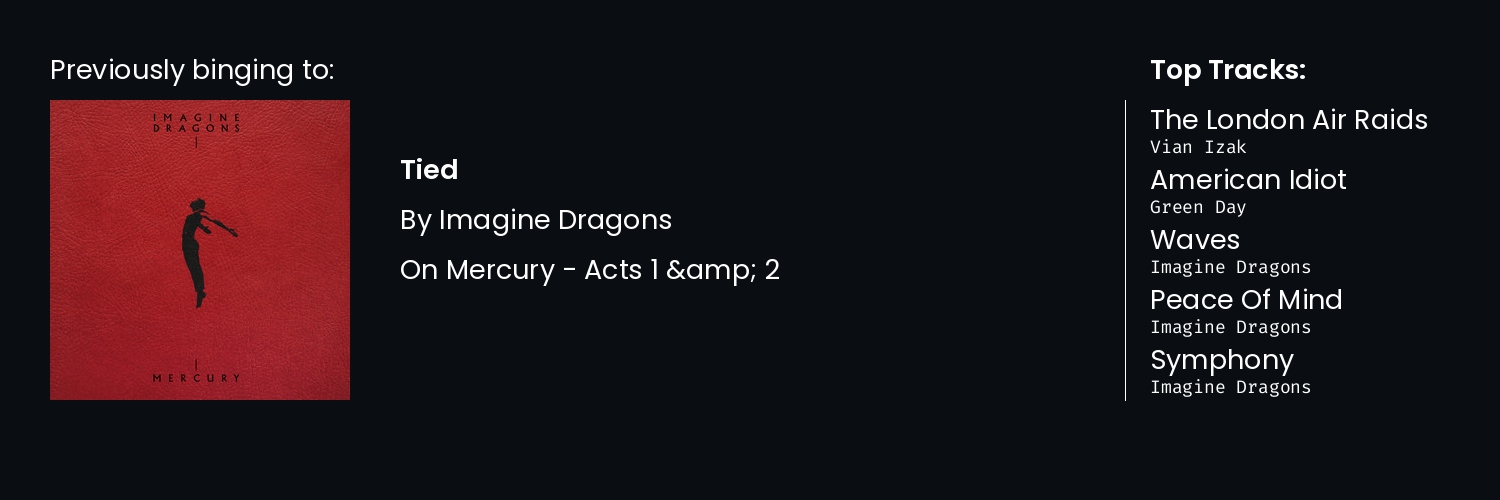 Previously binging to:
IMAGINE
DRAGONS
MERCURY
Tied
By Imagine Dragons
On Mercury - Acts 1 &amp; 2
Top Tracks:
The London Air Raids
Vian Izak
American Idiot
Green Day
Waves
Imagine Dragons
Peace Of Mind
Imagine Dragons
Symphony
Imagine Dragons